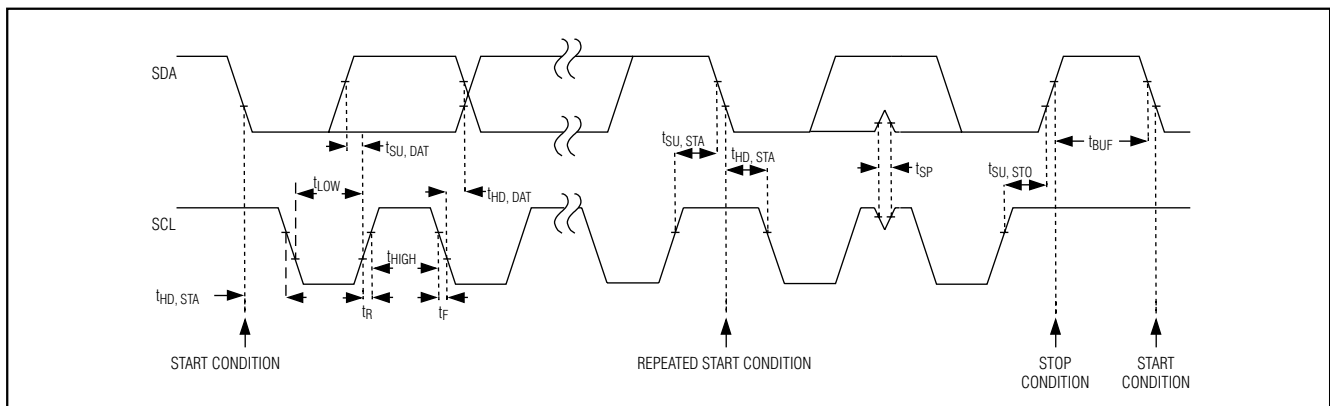 SDA
tSU, DAT
tLOW
tHD, DAT
tSU, STA
tHD, STA
tSP
tSU, STO
tBUF
SCL
tHIGH
tHD, STA
tR
tF
START CONDITION
REPEATED START CONDITION
STOP
CONDITION
START
CONDITION